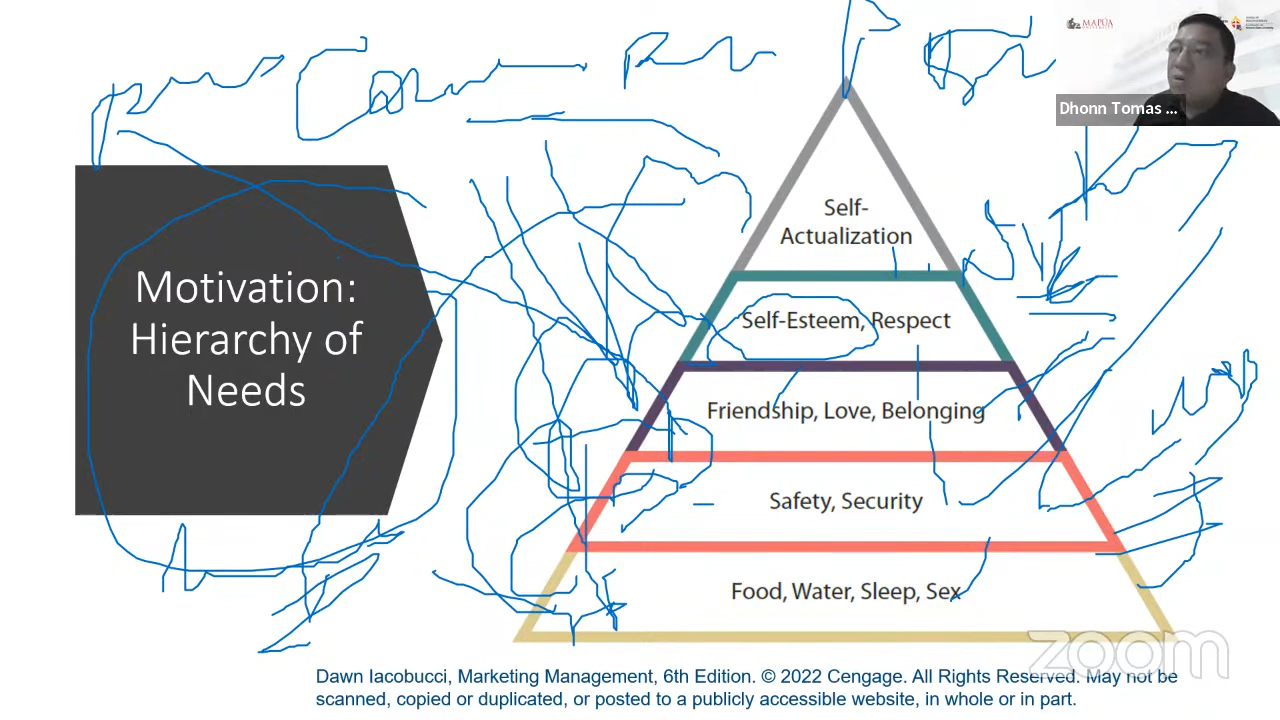 MAPÚA
UNIVERSITY
Dhonn Tomas ...
Motivation:
Hierarchy of
Needs
Self-
Actualization
Self-Esteem, Respect
Friendship, Love, Belonging
Safety, Security
Food, Water, Sleep, Sex
zoom
Dawn Iacobucci, Marketing Management, 6th Edition. © 2022 Cengage. All Rights Reserved. May not be
scanned, copied or duplicated, or posted to a publicly accessible website, in whole or in part.